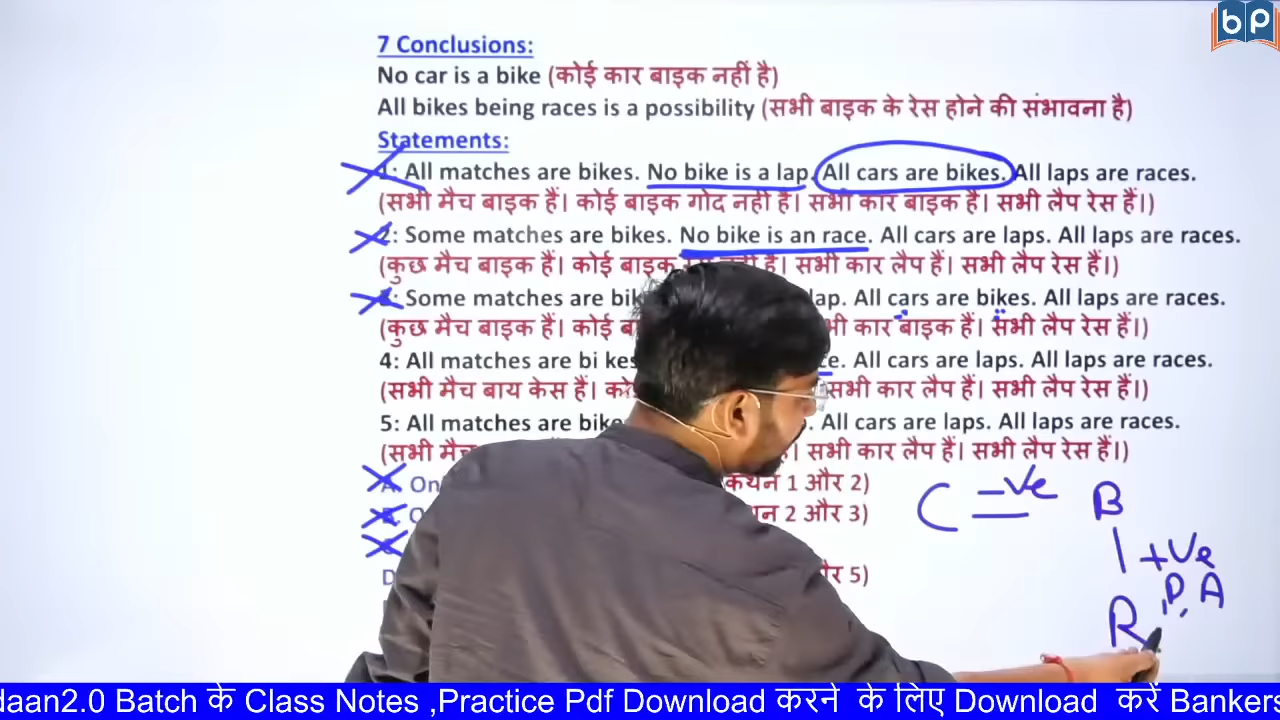 bp
7 Conclusions:
No car is a bike (कोई कार बाइक नहीं है)
All bikes being races is a possibility (सभी बाइक के रेस होने की संभावना है)
Statements:
1: All matches are bikes. No bike is a lap. All cars are bikes. All laps are races.
(सभी मैच बाइक हैं। कोई बाइक गोद नहीं है। सभी कार बाइक हैं। सभी लैप रेस हैं।)
2: Some matches are bikes. No bike is an race. All cars are laps. All laps are races.
(कुछ मैच बाइक हैं। कोई बाइक है। सभी कार लैप हैं। सभी लैप रेस हैं।)
Some matches are lap. All cars are bikes. All laps are races.
(कुछ मैच बाइक हैं। कोई कार बाइक हैं। सभी लैप रेस हैं।)
4: All matches are bi kes All cars are laps. All laps are races.
(सभी मैच बाय केस हैं। सभी कार लैप हैं। सभी लैप रेस हैं।)
5: All matches are All cars are laps. All laps are races.
(सभी सभी कार लैप हैं। सभी लैप रेस हैं।)
A. 1 और 2)
2 और 3)
5)
C -Ve B
+Ve
P, A
R
Batch के Class Notes ,Practice Pdf Download करने के लिए Download करें